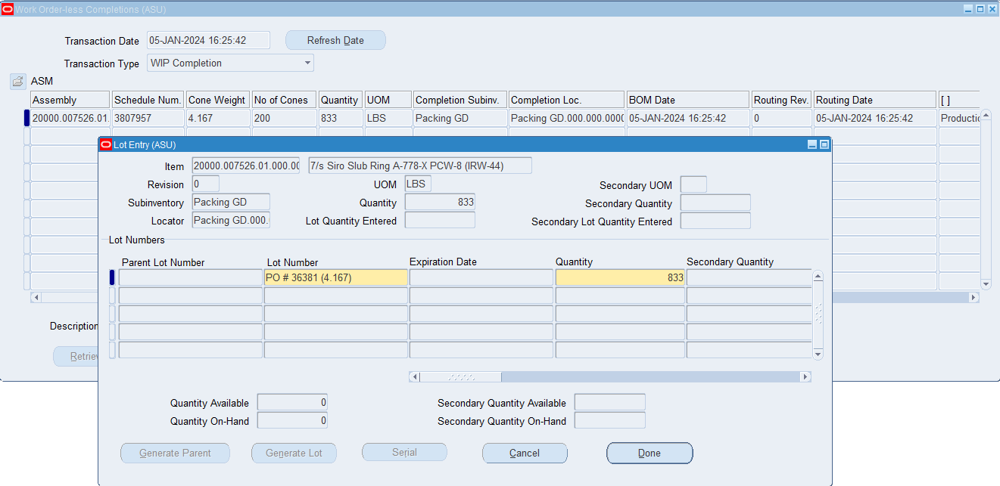 Work Order-less Completions (ASU)
Transaction Date 05-JAN-2024 16:25:42 Refresh Date
Transaction Type WIP Completion
ASM
Assembly Schedule Num. Cone Weight No of Cones Quantity UOM Completion Subinv. Completion Loc. BOM Date Routing Rev. Routing Date [ ]
20000.007526.01. 3807957 4.167 200 833 LBS Packing GD Packing GD.000.000.0000 05-JAN-2024 16:25:42 0 05-JAN-2024 16:25:42 Productio
Lot Entry (ASU)
Item 20000.007526.01.000.00 7/s Siro Slub Ring A-778-X PCW-8 (IRW-44)
Revision 0 UOM LBS Secondary UOM
Subinventory Packing GD Quantity 833 Secondary Quantity
Locator Packing GD.000. Lot Quantity Entered Secondary Lot Quantity Entered
Lot Numbers
Parent Lot Number Lot Number Expiration Date Quantity Secondary Quantity
PO # 36381 (4.167) 833
Description
Retriev
Quantity Available 0 Secondary Quantity Available
Quantity On-Hand 0 Secondary Quantity On-Hand
Generate Parent Generate Lot Serial Cancel Done